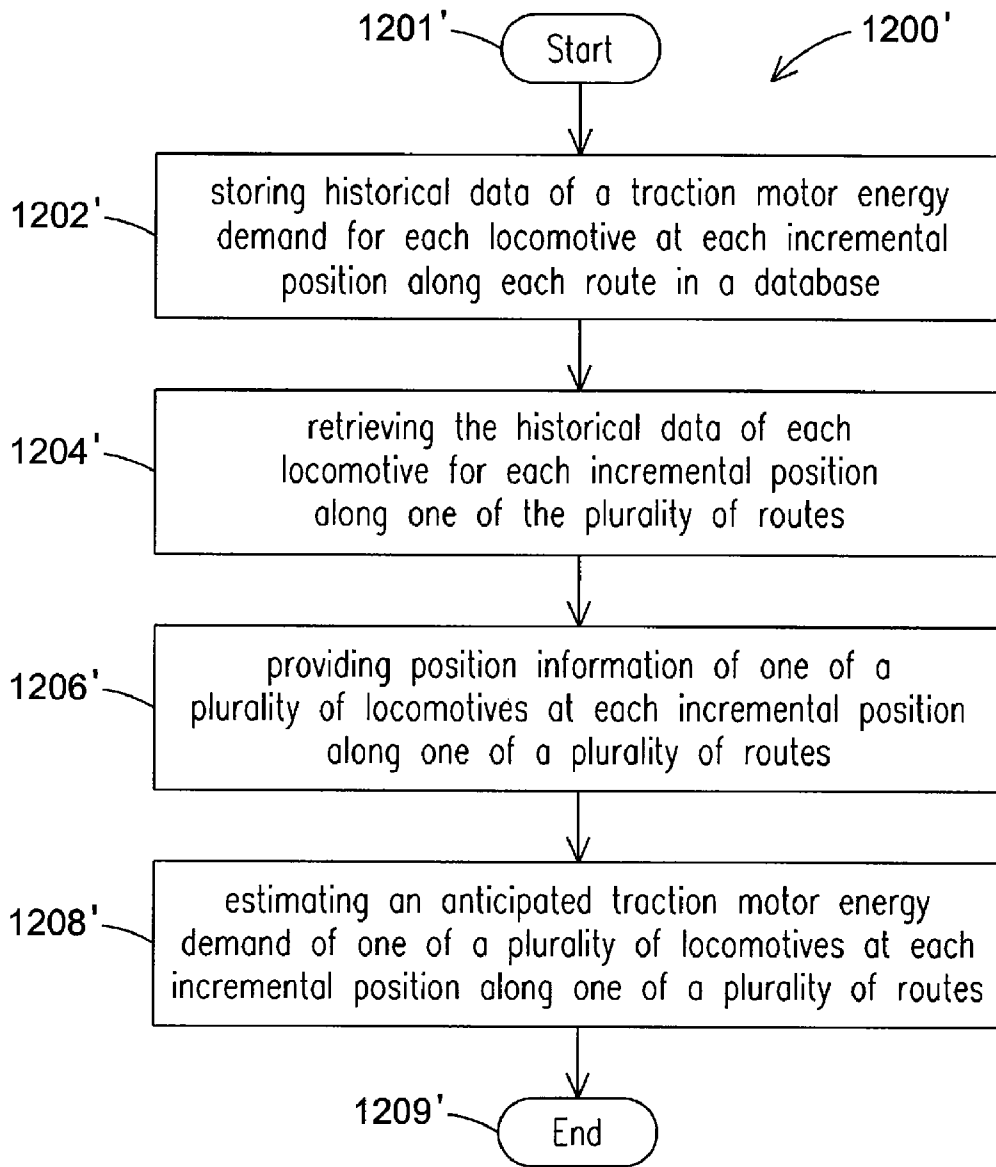 1201'
Start
1200'
1202'
storing historical data of a traction motor energy
demand for each locomotive at each incremental
position along each route in a database
1204'
retrieving the historical data of each
locomotive for each incremental position
along one of the plurality of routes
1206'
providing position information of one of a
plurality of locomotives at each incremental position
along one of a plurality of routes
1208'
estimating an anticipated traction motor energy
demand of one of a plurality of locomotives at each
incremental position along one of a plurality of routes
1209'
End